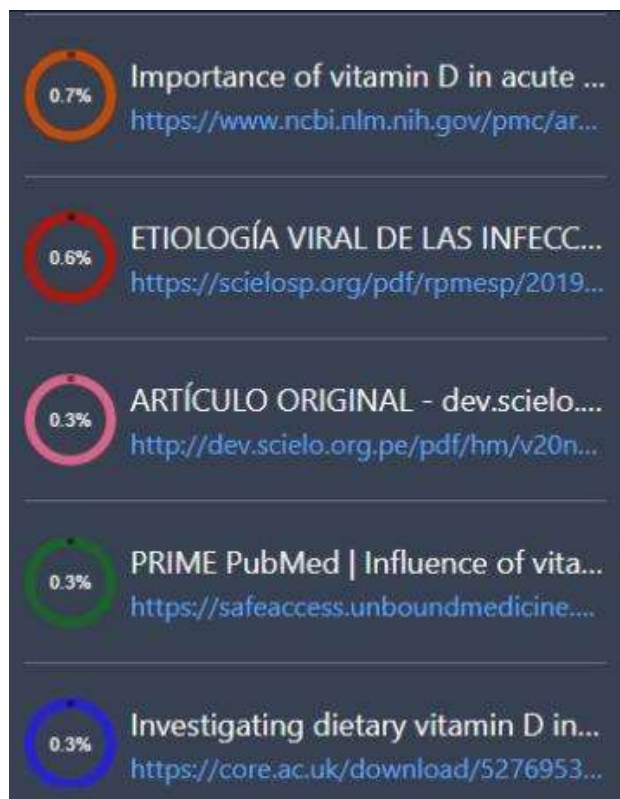 0.7%
Importance of vitamin D in acute ...
https://www.ncbi.nlm.nih.gov/pmc/ar...
0.6%
ETIOLOGÍA VIRAL DE LAS INFECC...
https://scielosp.org/pdf/rpmesp/2019...
0.3%
ARTÍCULO ORIGINAL - dev.scielo....
http://dev.scielo.org.pe/pdf/hm/v20n...
0.3%
PRIME PubMed | Influence of vita...
https://safeaccess.unboundmedicine....
0.3%
Investigating dietary vitamin D in...
https://core.ac.uk/download/5276953...